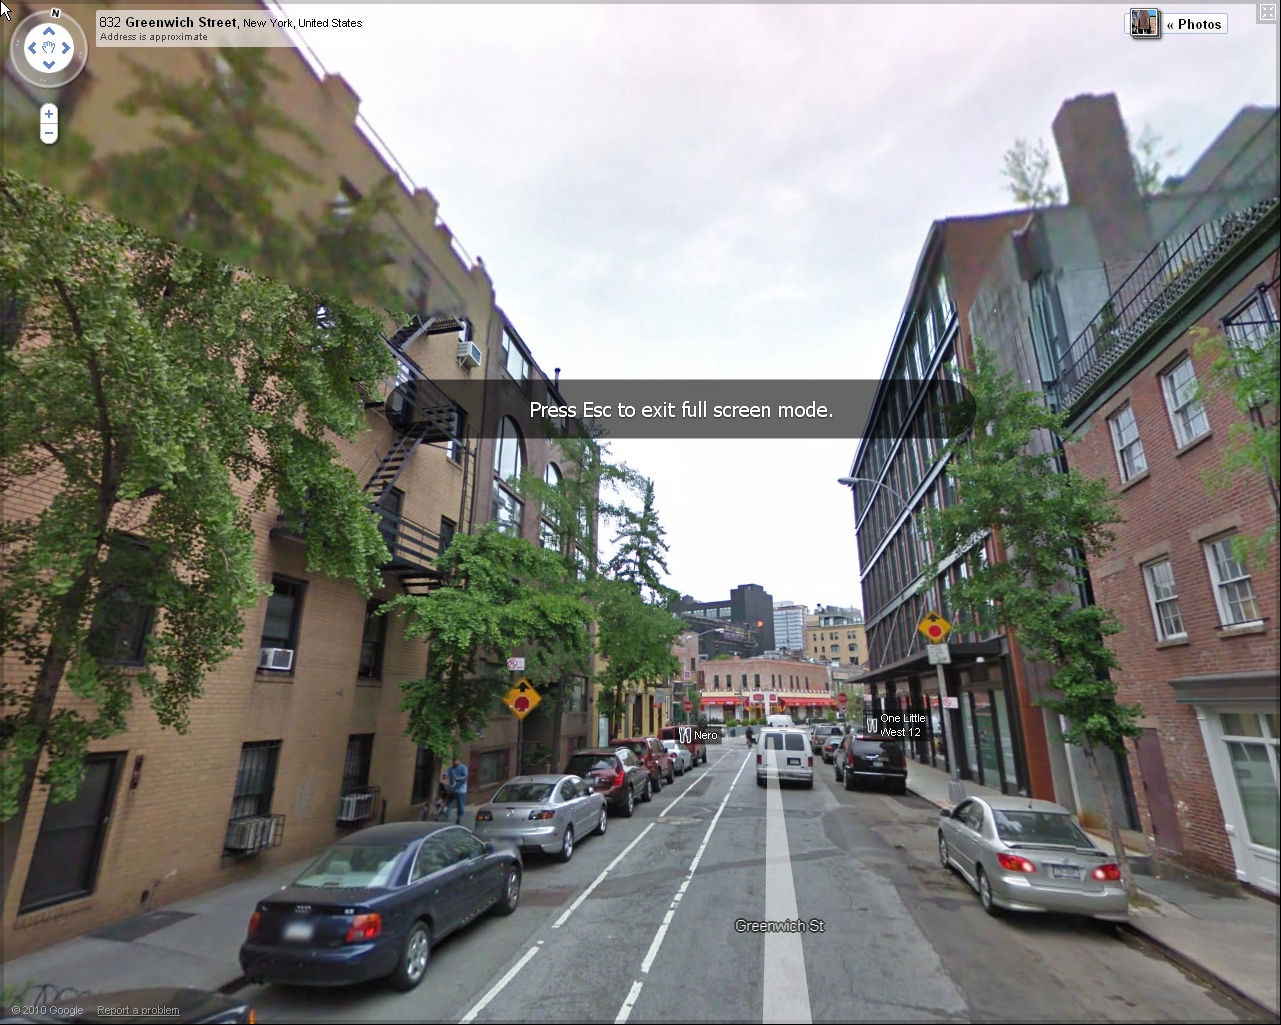 N
832 Greenwich Street, New York, United States
Address is approximate
« Photos
Press Esc to exit full screen mode.
One Little
West 12
Nero
Greenwich St
© 2010 Google Report a problem